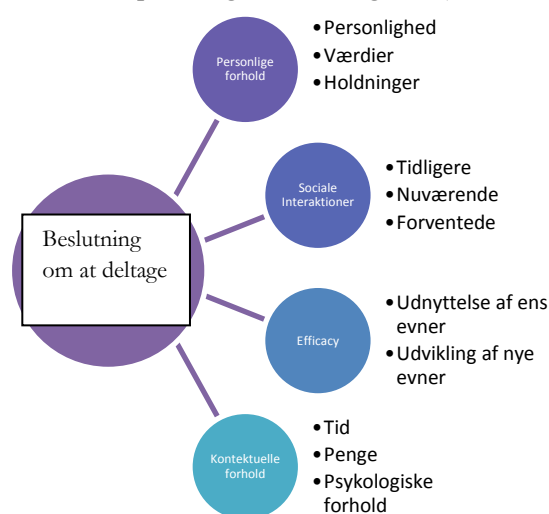 Personlige
forhold
•Personlighed
•Værdier
•Holdninger
Sociale
Interaktioner
•Tidligere
•Nuværende
•Forventede
Beslutning
om at deltage
Efficacy
•Udnyttelse af ens
evner
•Udvikling af nye
evner
Kontektuelle
forhold
•Tid
•Penge
•Psykologiske
forhold